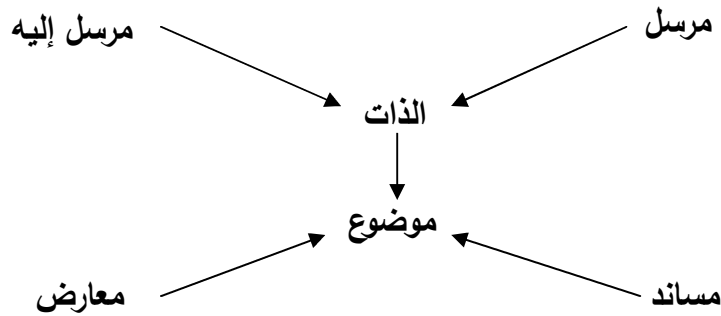 مرسل
مرسل إليه
الذات
موضوع
مساند
معارض